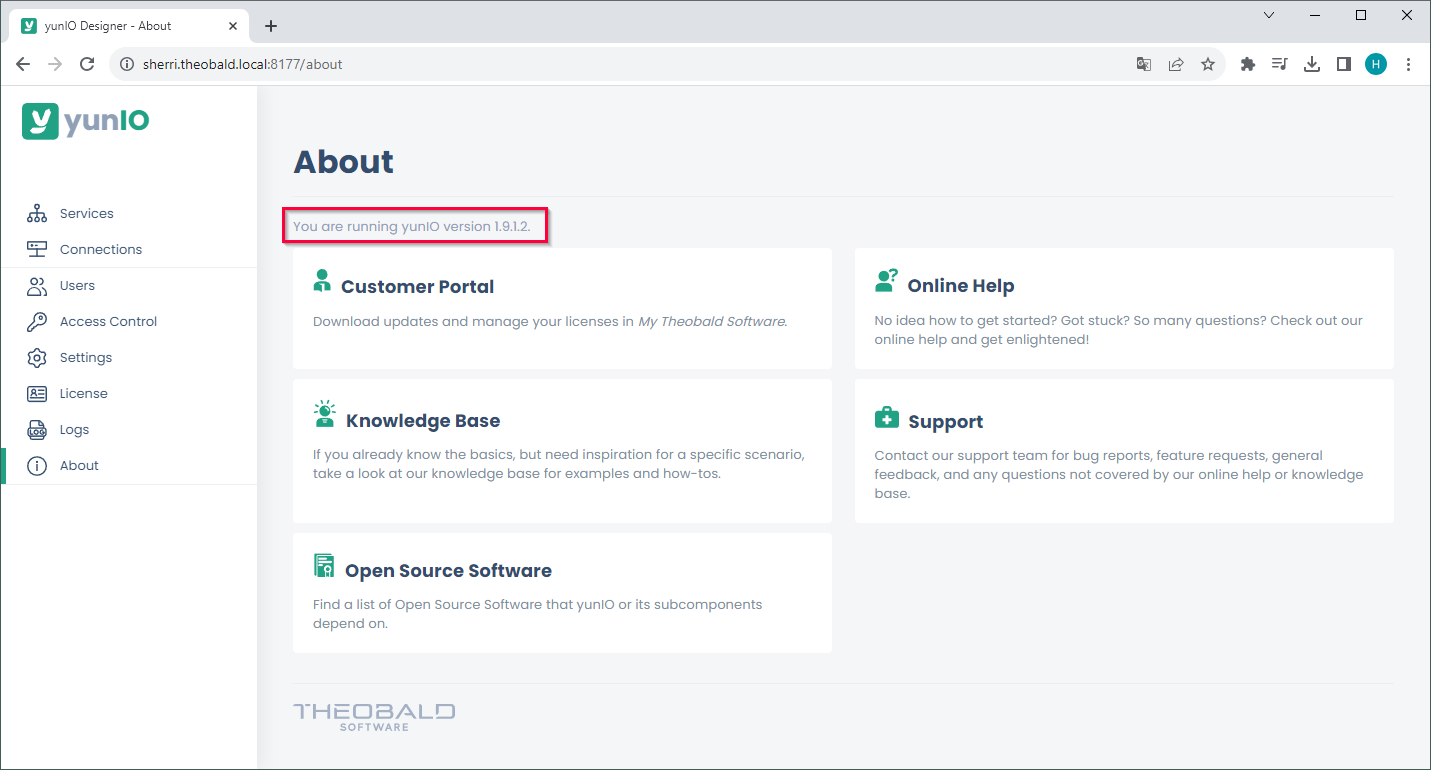 yunIO Designer - About
sherri.theobald.local:8177/about
H
yunIO
Services
Connections
Users
Access Control
Settings
License
LOG
Logs
About
About
You are running yunIO version 1.9.1.2.
Customer Portal
Download updates and manage your licenses in My Theobald Software.
Online Help
No idea how to get started? Got stuck? So many questions? Check out our
online help and get enlightened!
Knowledge Base
If you already know the basics, but need inspiration for a specific scenario,
take a look at our knowledge base for examples and how-tos.
Support
Contact our support team for bug reports, feature requests, general
feedback, and any questions not covered by our online help or knowledge
base.
Open Source Software
Find a list of Open Source Software that yunIO or its subcomponents
depend on.
THEOBALD
SOFTWARE